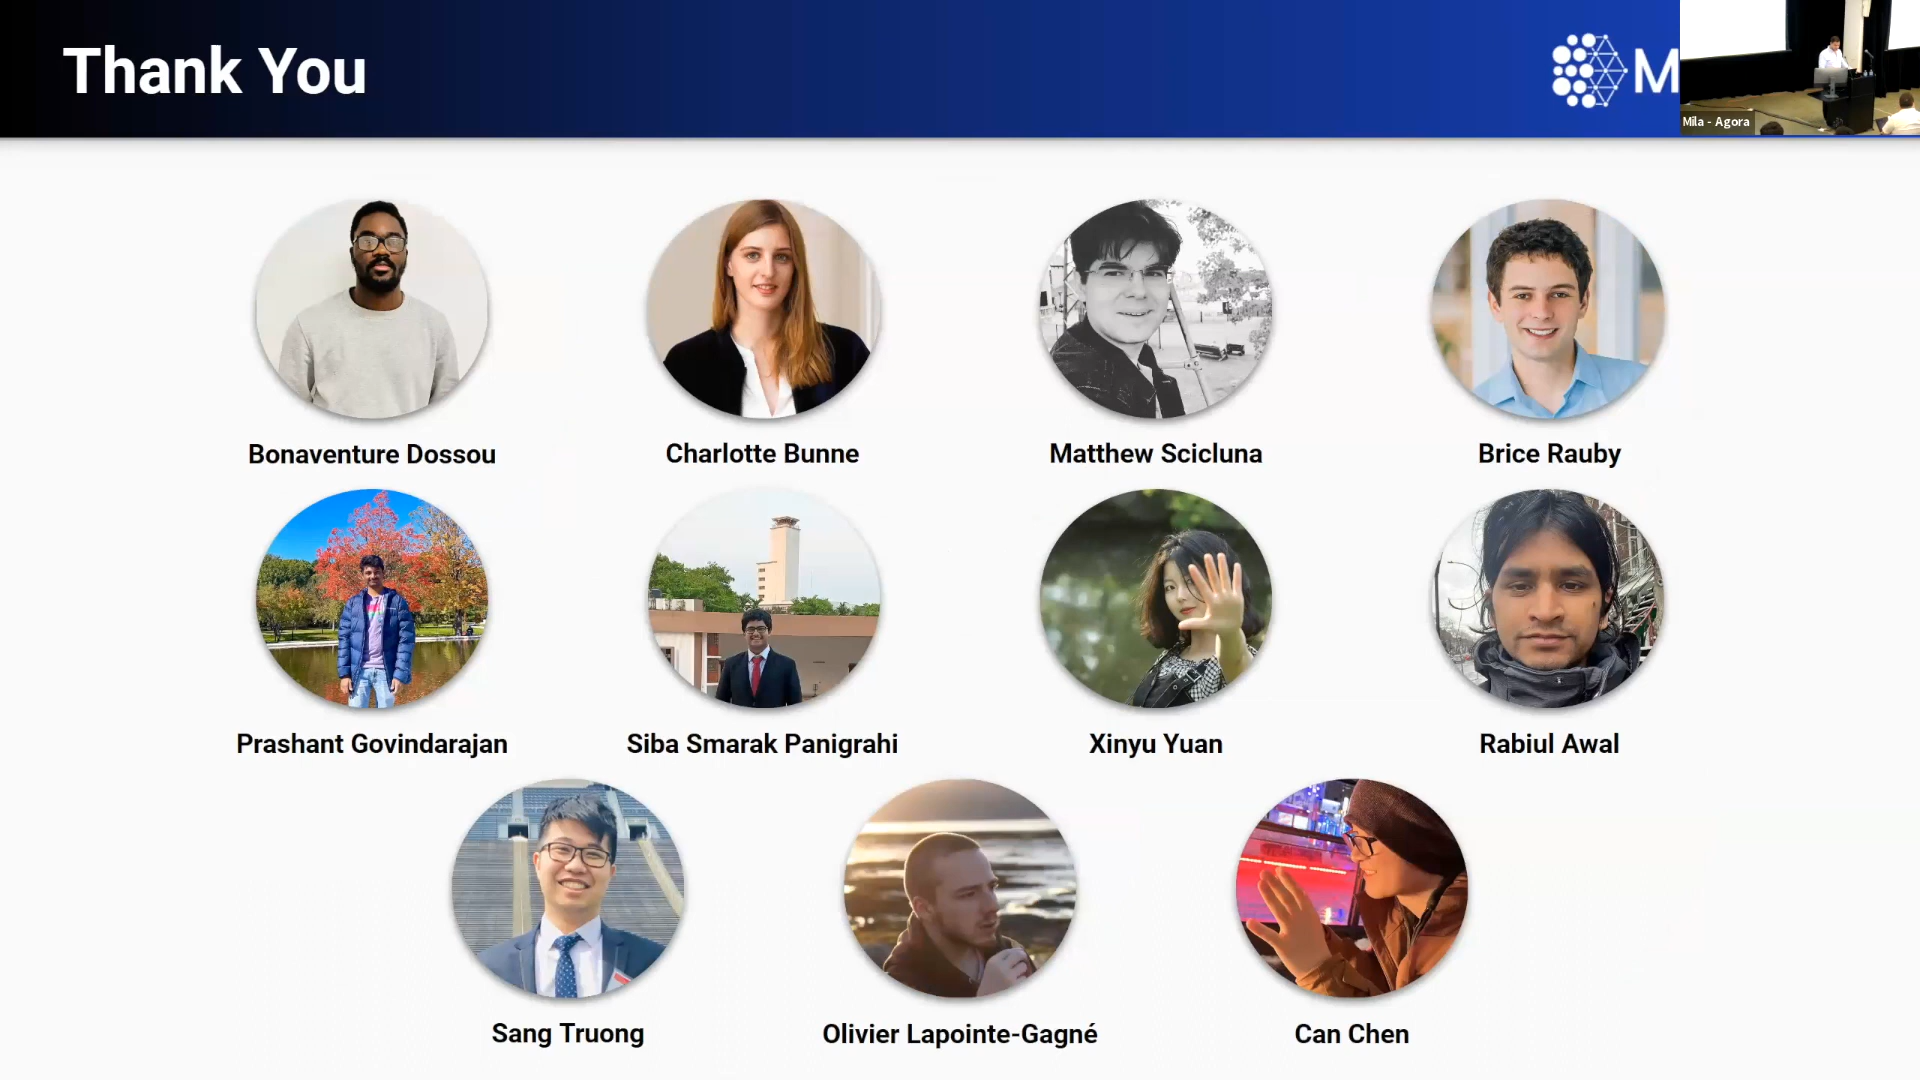 Thank You
M
Mila - Agora
Bonaventure Dossou
Charlotte Bunne
Matthew Scicluna
Brice Rauby
Prashant Govindarajan
Siba Smarak Panigrahi
Xinyu Yuan
Rabiul Awal
Sang Truong
Olivier Lapointe-Gagné
Can Chen